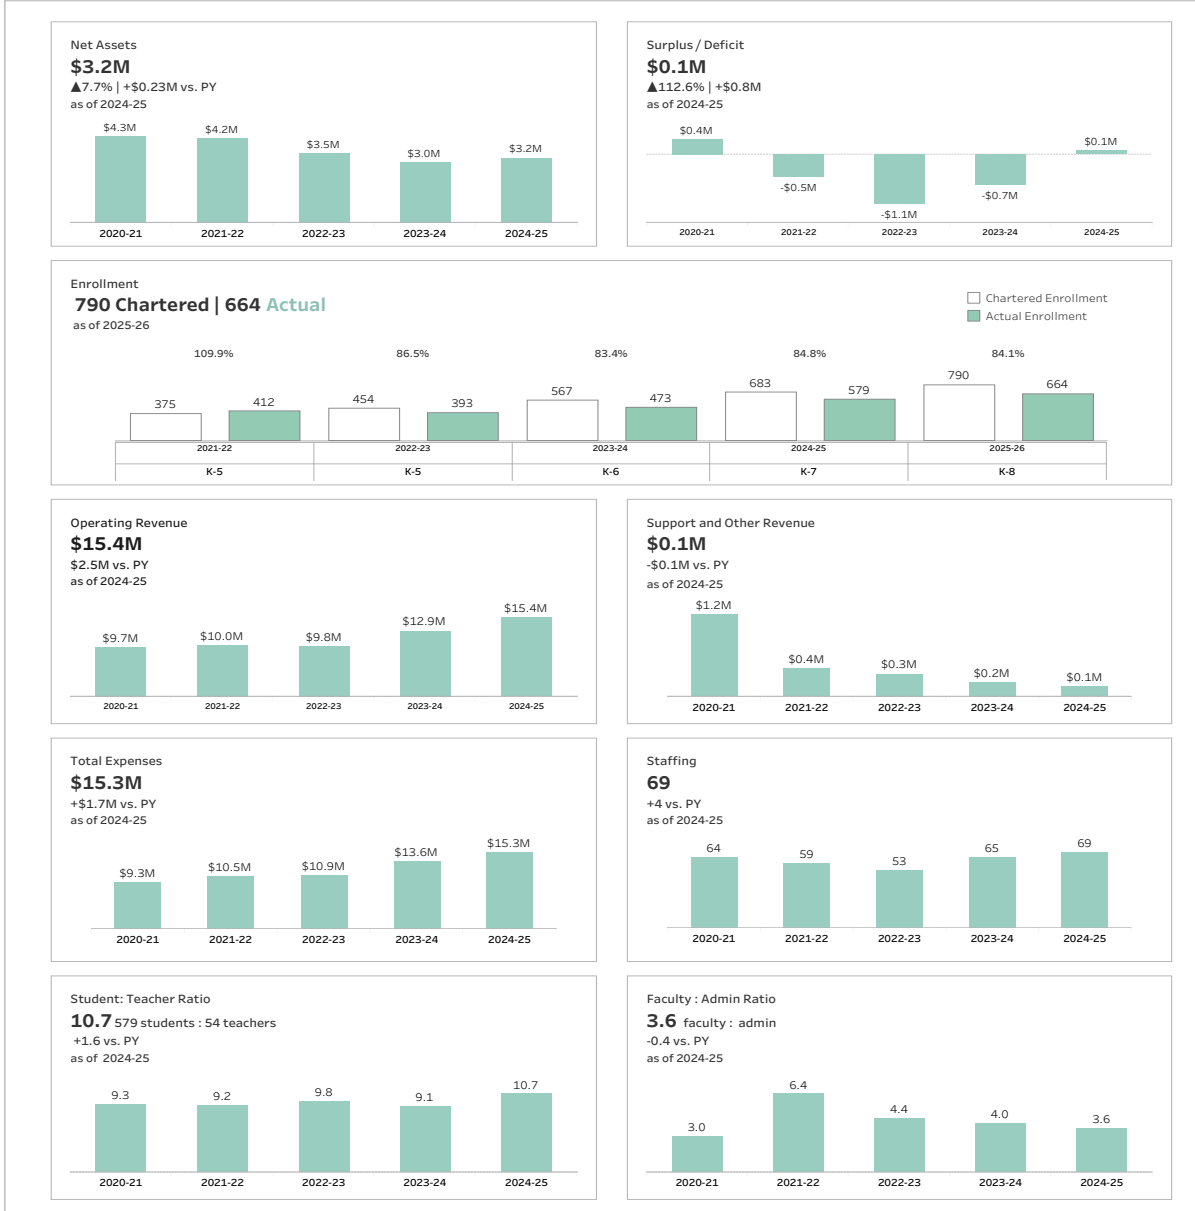 Net Assets
$3.2M
▲7.7% | +$0.23M vs. PY
as of 2024-25
$4.3M $4.2M $3.5M $3.0M $3.2M
2020-21 2021-22 2022-23 2023-24 2024-25
Surplus / Deficit
$0.1M
▲112.6% | +$0.8M
as of 2024-25
$0.4M -$0.5M -$1.1M -$0.7M $0.1M
2020-21 2021-22 2022-23 2023-24 2024-25
Enrollment
790 Chartered | 664 Actual
as of 2025-26
Chartered Enrollment
Actual Enrollment
109.9% 86.5% 83.4% 84.8% 84.1%
375 412 454 393 567 473 683 579 790 664
2021-22 2022-23 2023-24 2024-25 2025-26
K-5 K-5 K-6 K-7 K-8
Operating Revenue
$15.4M
$2.5M vs. PY
as of 2024-25
$9.7M $10.0M $9.8M $12.9M $15.4M
2020-21 2021-22 2022-23 2023-24 2024-25
Support and Other Revenue
$0.1M
-$0.1M vs. PY
as of 2024-25
$1.2M $0.4M $0.3M $0.2M $0.1M
2020-21 2021-22 2022-23 2023-24 2024-25
Total Expenses
$15.3M
+$1.7M vs. PY
as of 2024-25
$9.3M $10.5M $10.9M $13.6M $15.3M
2020-21 2021-22 2022-23 2023-24 2024-25
Staffing
69
+4 vs. PY
as of 2024-25
64 59 53 65 69
2020-21 2021-22 2022-23 2023-24 2024-25
Student: Teacher Ratio
10.7 579 students : 54 teachers
+1.6 vs. PY
as of 2024-25
9.3 9.2 9.8 9.1 10.7
2020-21 2021-22 2022-23 2023-24 2024-25
Faculty : Admin Ratio
3.6 faculty : admin
-0.4 vs. PY
as of 2024-25
3.0 6.4 4.4 4.0 3.6
2020-21 2021-22 2022-23 2023-24 2024-25